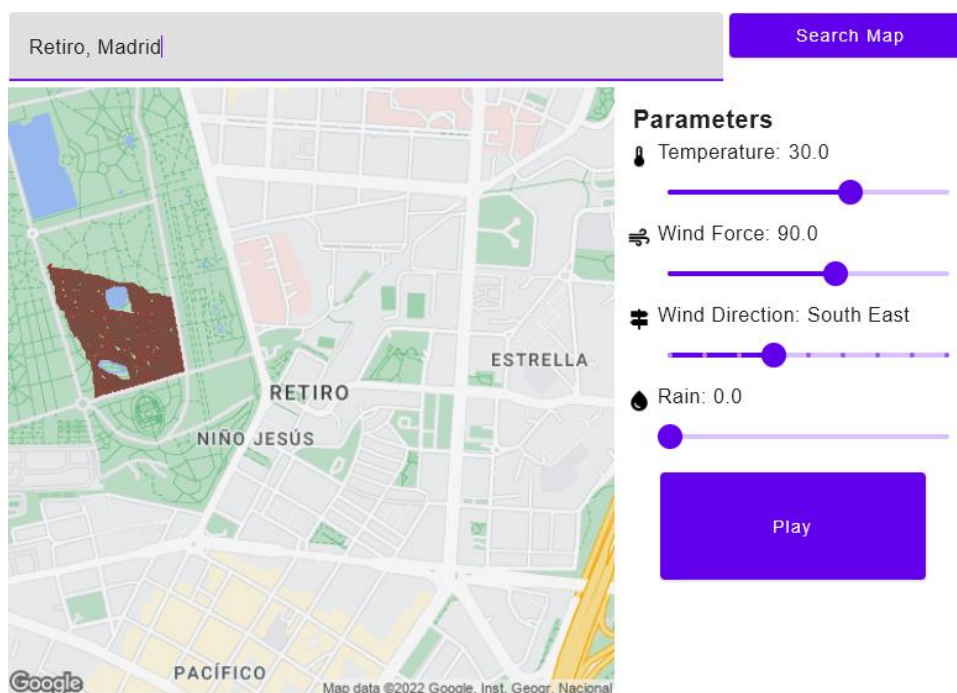 Retiro, Madrid
Search Map
Parameters
Temperature: 30.0
Wind Force: 90.0
Wind Direction: South East
Rain: 0.0
Play
ESTRELLA
RETIRO
NIÑO JESÚS
PACÍFICO
Google
Map data ©2022 Google, Inst. Geogr. Nacional